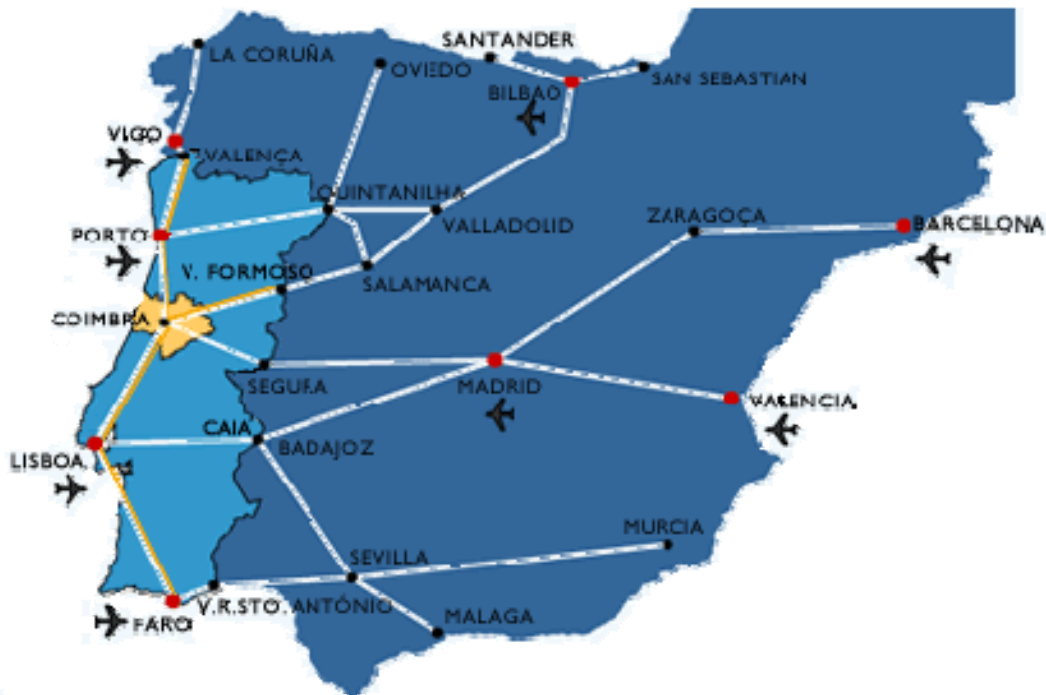 SANTANDER
LA CORUÑA
OVIEDO
SAN SEBASTIAN
BILBAO
VIGO
VALENÇA
QUINTANILHA
ZARAGOÇA
VALLADOLID
BARCELONA
PORTO
V. FORMOSO
SALAMANCA
COIMBRA
SEGURA
MADRID
VALENCIA
CAIA
BADAJOZ
LISBOA
MURCIA
SEVILLA
V.R.STO. ANTÓNIO
MALAGA
FARO